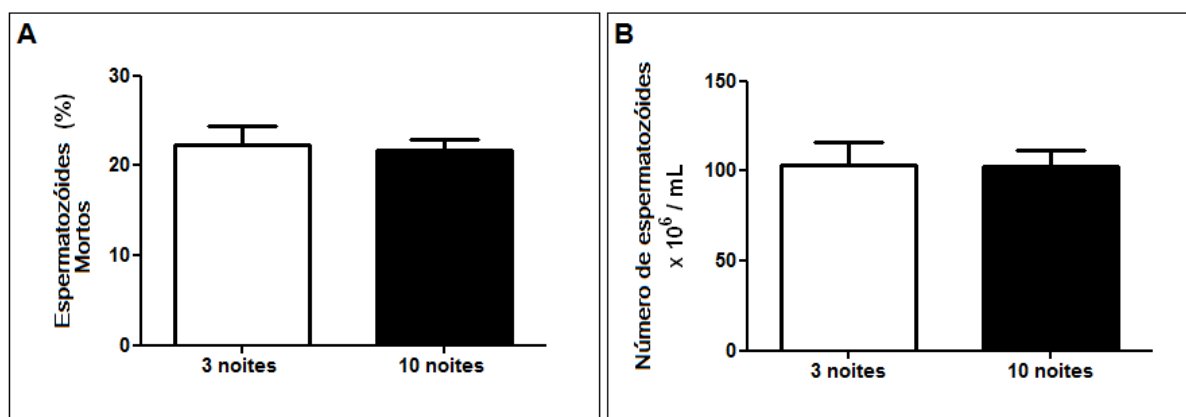 A
Espermatozóides (%)
Mortos
30
20
10
0
3 noites
10 noites
B
Número de espermatozóides
x 10⁶ / mL
150
100
50
0
3 noites
10 noites